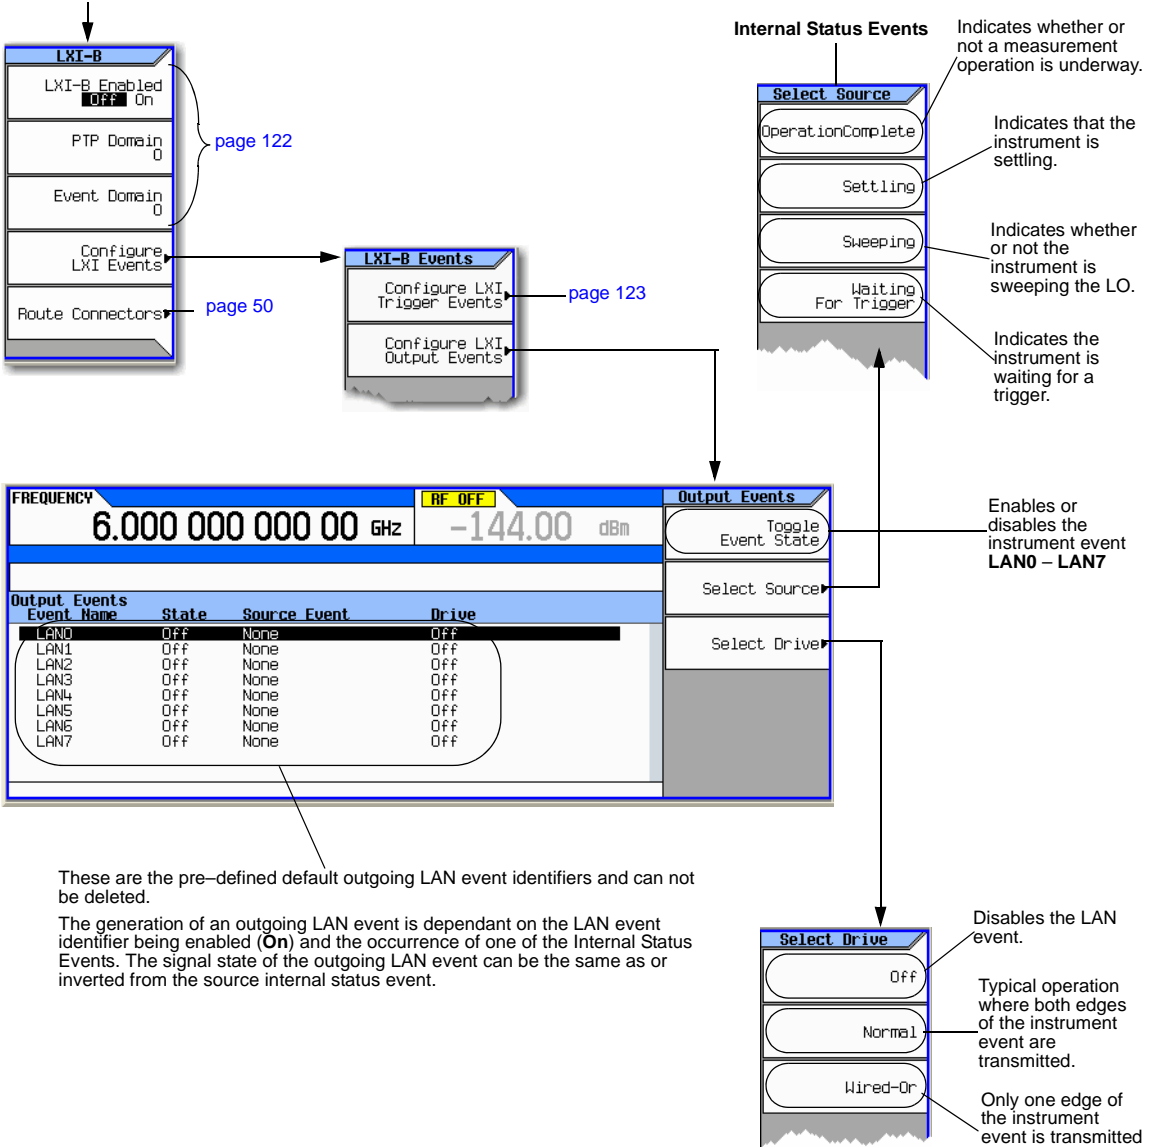 LXI-B
LXI-B Enabled
Off On
PTP Domain
0
Event Domain
0
Configure
LXI Events
Route Connectors
page 122
page 50
LXI-B Events
Configure LXI
Trigger Events
Configure LXI
Output Events
page 123
Internal Status Events
Select Source
OperationComplete
Settling
Sweeping
Waiting
For Trigger
Indicates whether or
not a measurement
operation is underway.
Indicates that the
instrument is
settling.
Indicates whether
or not the
instrument is
sweeping the LO.
Indicates the
instrument is
waiting for a
trigger.
FREQUENCY
6.000 000 000 00 GHz
RF OFF
-144.00 dBm
Output Events
Event Name State Source Event Drive
LAN0 Off None Off
LAN1 Off None Off
LAN2 Off None Off
LAN3 Off None Off
LAN4 Off None Off
LAN5 Off None Off
LAN6 Off None Off
LAN7 Off None Off
Output Events
Toggle
Event State
Select Source
Select Drive
Enables or
disables the
instrument event
LAN0 – LAN7
These are the pre–defined default outgoing LAN event identifiers and can not
be deleted.
The generation of an outgoing LAN event is dependant on the LAN event
identifier being enabled (On) and the occurrence of one of the Internal Status
Events. The signal state of the outgoing LAN event can be the same as or
inverted from the source internal status event.
Select Drive
Off
Normal
Wired-Or
Disables the LAN
event.
Typical operation
where both edges
of the instrument
event are
transmitted.
Only one edge of
the instrument
event is transmitted